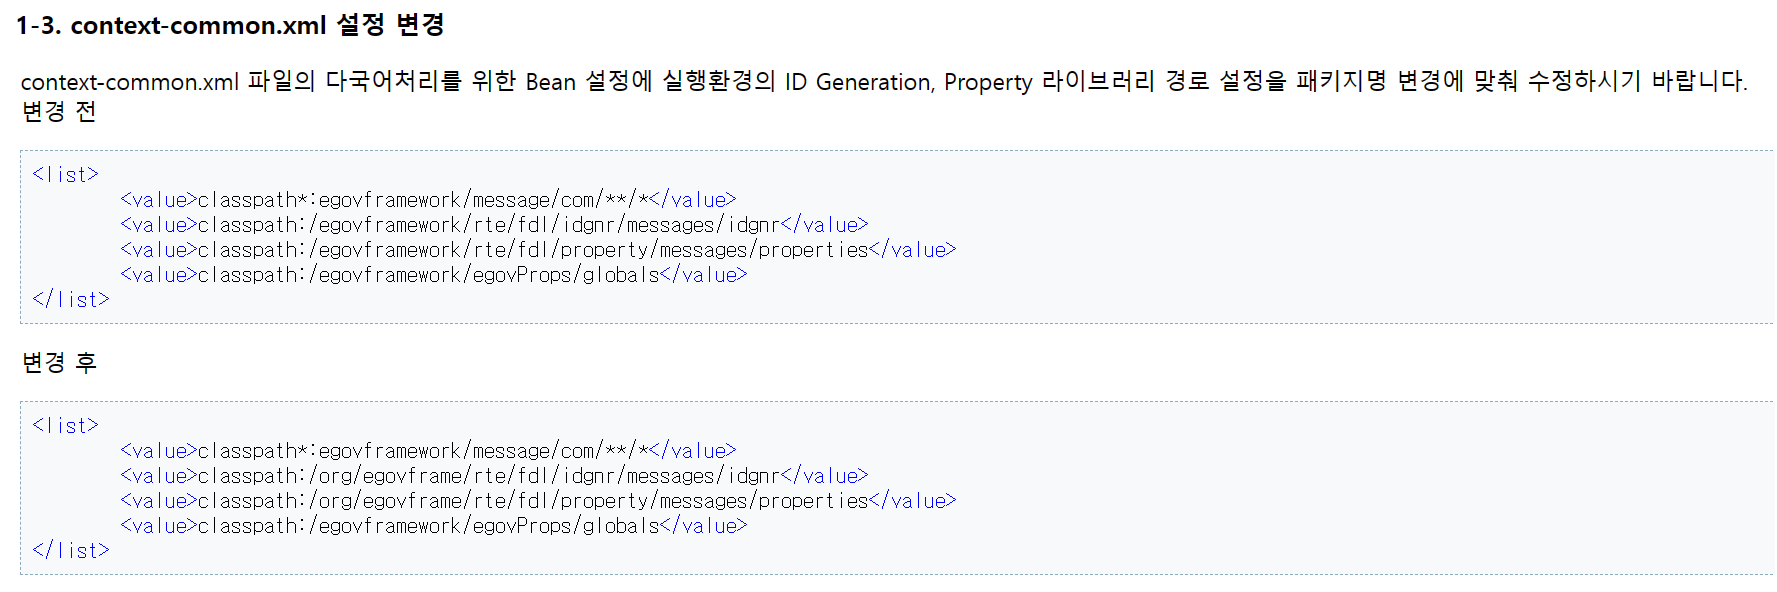 1-3. context-common.xml 설정 변경
context-common.xml 파일의 다국어처리를 위한 Bean 설정에 실행환경의 ID Generation, Property 라이브러리 경로 설정을 패키지명 변경에 맞춰 수정하시기 바랍니다.
변경 전
<list>
<value>classpath*:egovframework/message/com/**/*</value>
<value>classpath:/egovframework/rte/fdl/idgnr/messages/idgnr</value>
<value>classpath:/egovframework/rte/fdl/property/messages/properties</value>
<value>classpath:/egovframework/egovProps/globals</value>
</list>
변경 후
<list>
<value>classpath*:egovframework/message/com/**/*</value>
<value>classpath:/org/egovframe/rte/fdl/idgnr/messages/idgnr</value>
<value>classpath:/org/egovframe/rte/fdl/property/messages/properties</value>
<value>classpath:/egovframework/egovProps/globals</value>
</list>